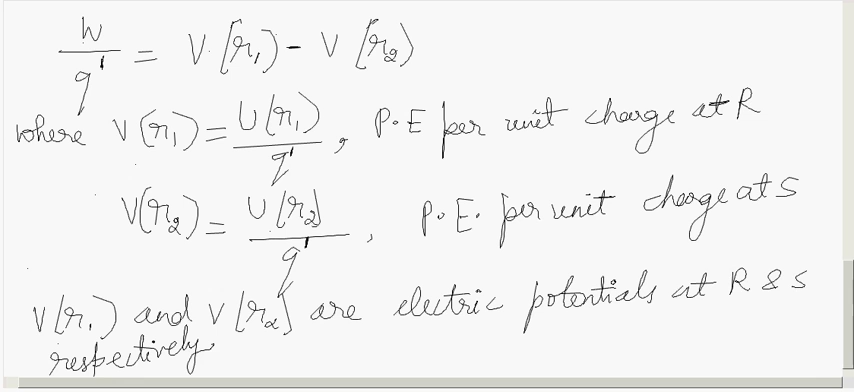 W/q' = V(r₁) - V(r₂)
where V(r₁) = U(r₁)/q' , P.E per unit charge at R
V(r₂) = U(r₂)/q' , P.E. per unit charge at S
V(r₁) and V(r₂) are electric potentials at R & S
respectively.